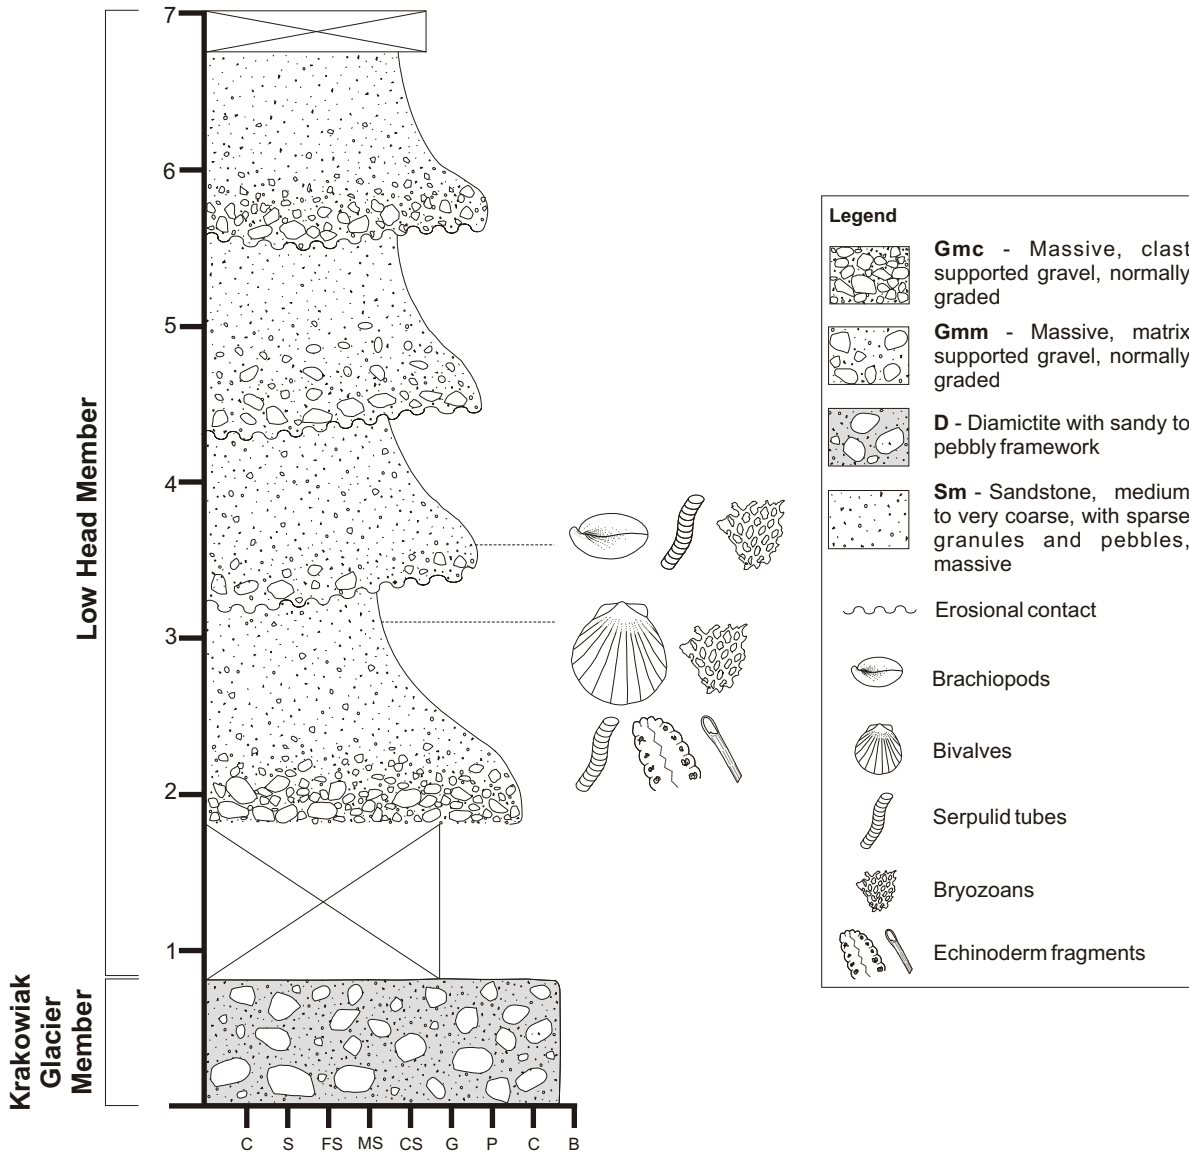 7
6
5
4
3
2
1
Low Head Member
Krakowiak
Glacier
Member
C S FS MS CS G P C B
Legend
Gmc - Massive, clast
supported gravel, normally
graded
Gmm - Massive, matrix
supported gravel, normally
graded
D - Diamictite with sandy to
pebbly framework
Sm - Sandstone, medium
to very coarse, with sparse
granules and pebbles,
massive
Erosional contact
Brachiopods
Bivalves
Serpulid tubes
Bryozoans
Echinoderm fragments